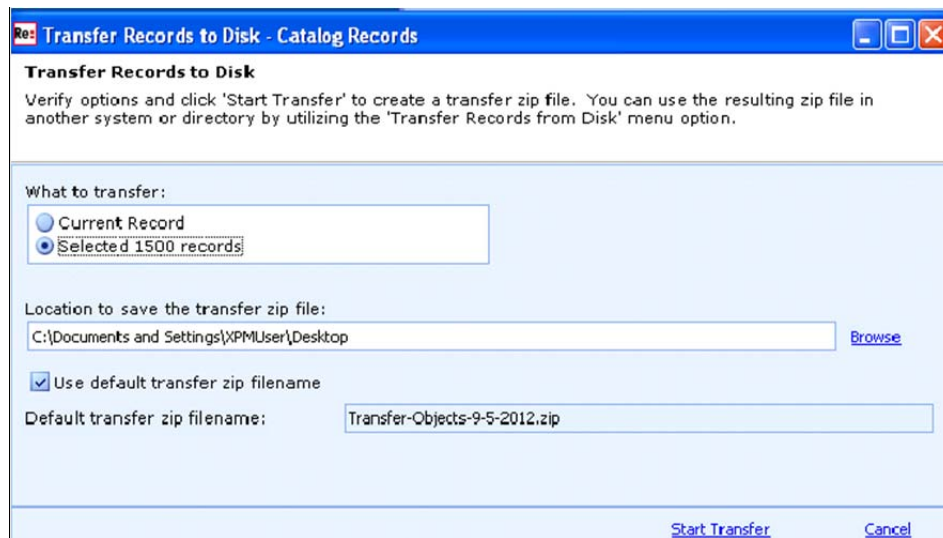 Re: Transfer Records to Disk - Catalog Records
Transfer Records to Disk
Verify options and click 'Start Transfer' to create a transfer zip file. You can use the resulting zip file in
another system or directory by utilizing the 'Transfer Records from Disk' menu option.
What to transfer:
Current Record
Selected 1500 records
Location to save the transfer zip file:
C:\Documents and Settings\XPMUser\Desktop
Browse
Use default transfer zip filename
Default transfer zip filename:
Transfer-Objects-9-5-2012.zip
Start Transfer
Cancel